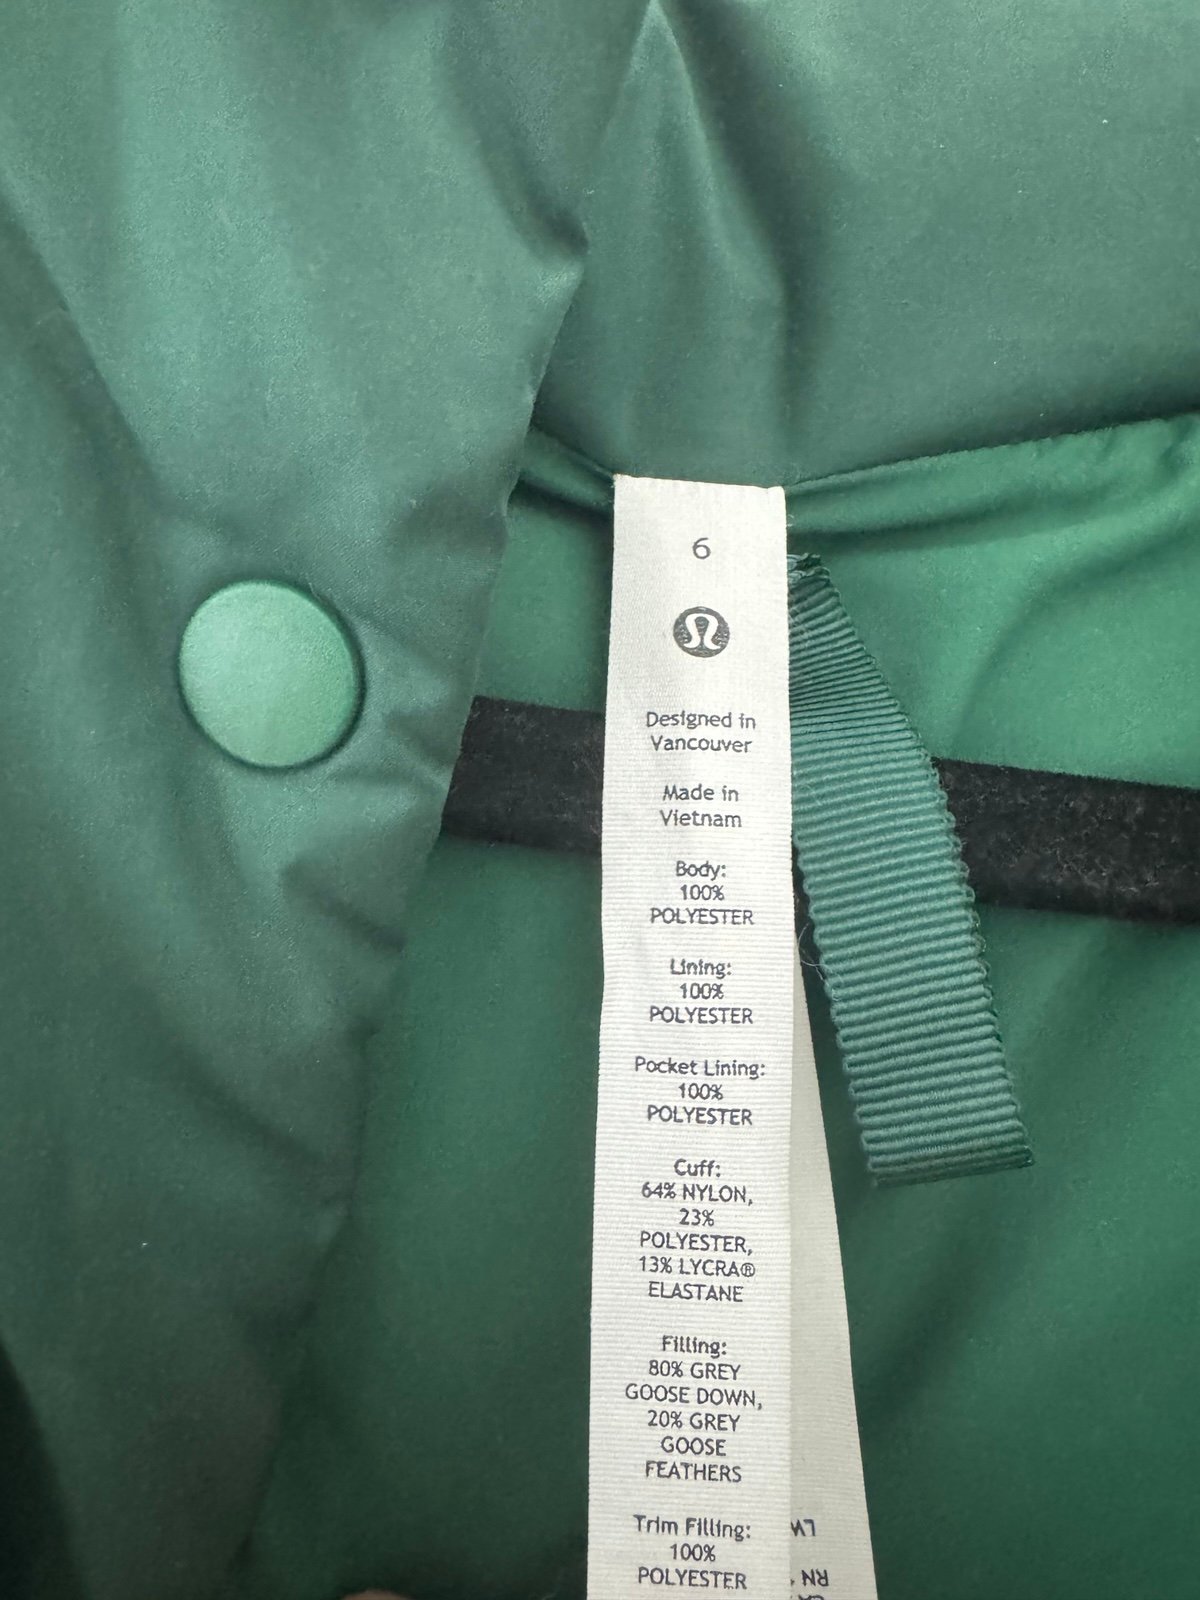 6
Designed in
Vancouver
Made in
Vietnam
Body:
100%
POLYESTER
Lining:
100%
POLYESTER
Pocket Lining:
100%
POLYESTER
Cuff:
64% NYLON,
23%
POLYESTER,
13% LYCRA®
ELASTANE
Filling:
80% GREY
GOOSE DOWN,
20% GREY
GOOSE
FEATHERS
Trim Filling:
100%
POLYESTER
LW
RN